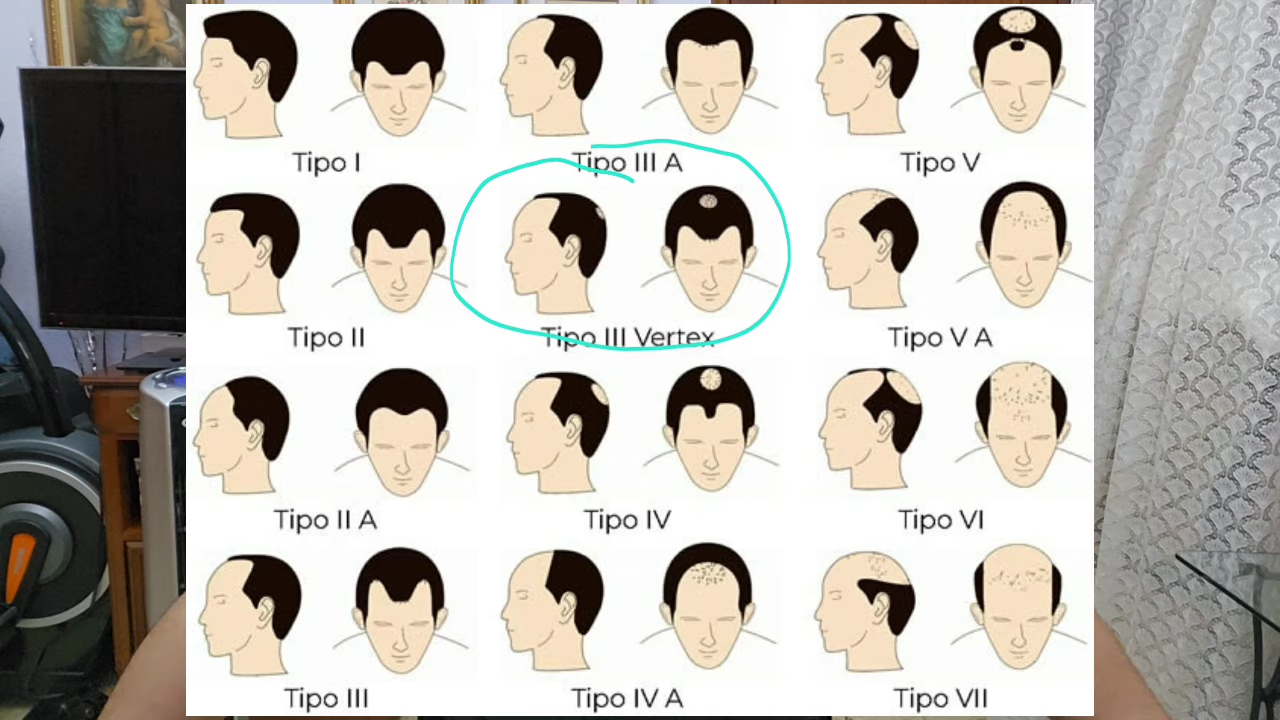 Tipo I
Tipo III A
Tipo V
Tipo II
Tipo III Vertex
Tipo V A
Tipo II A
Tipo IV
Tipo VI
Tipo III
Tipo IV A
Tipo VII